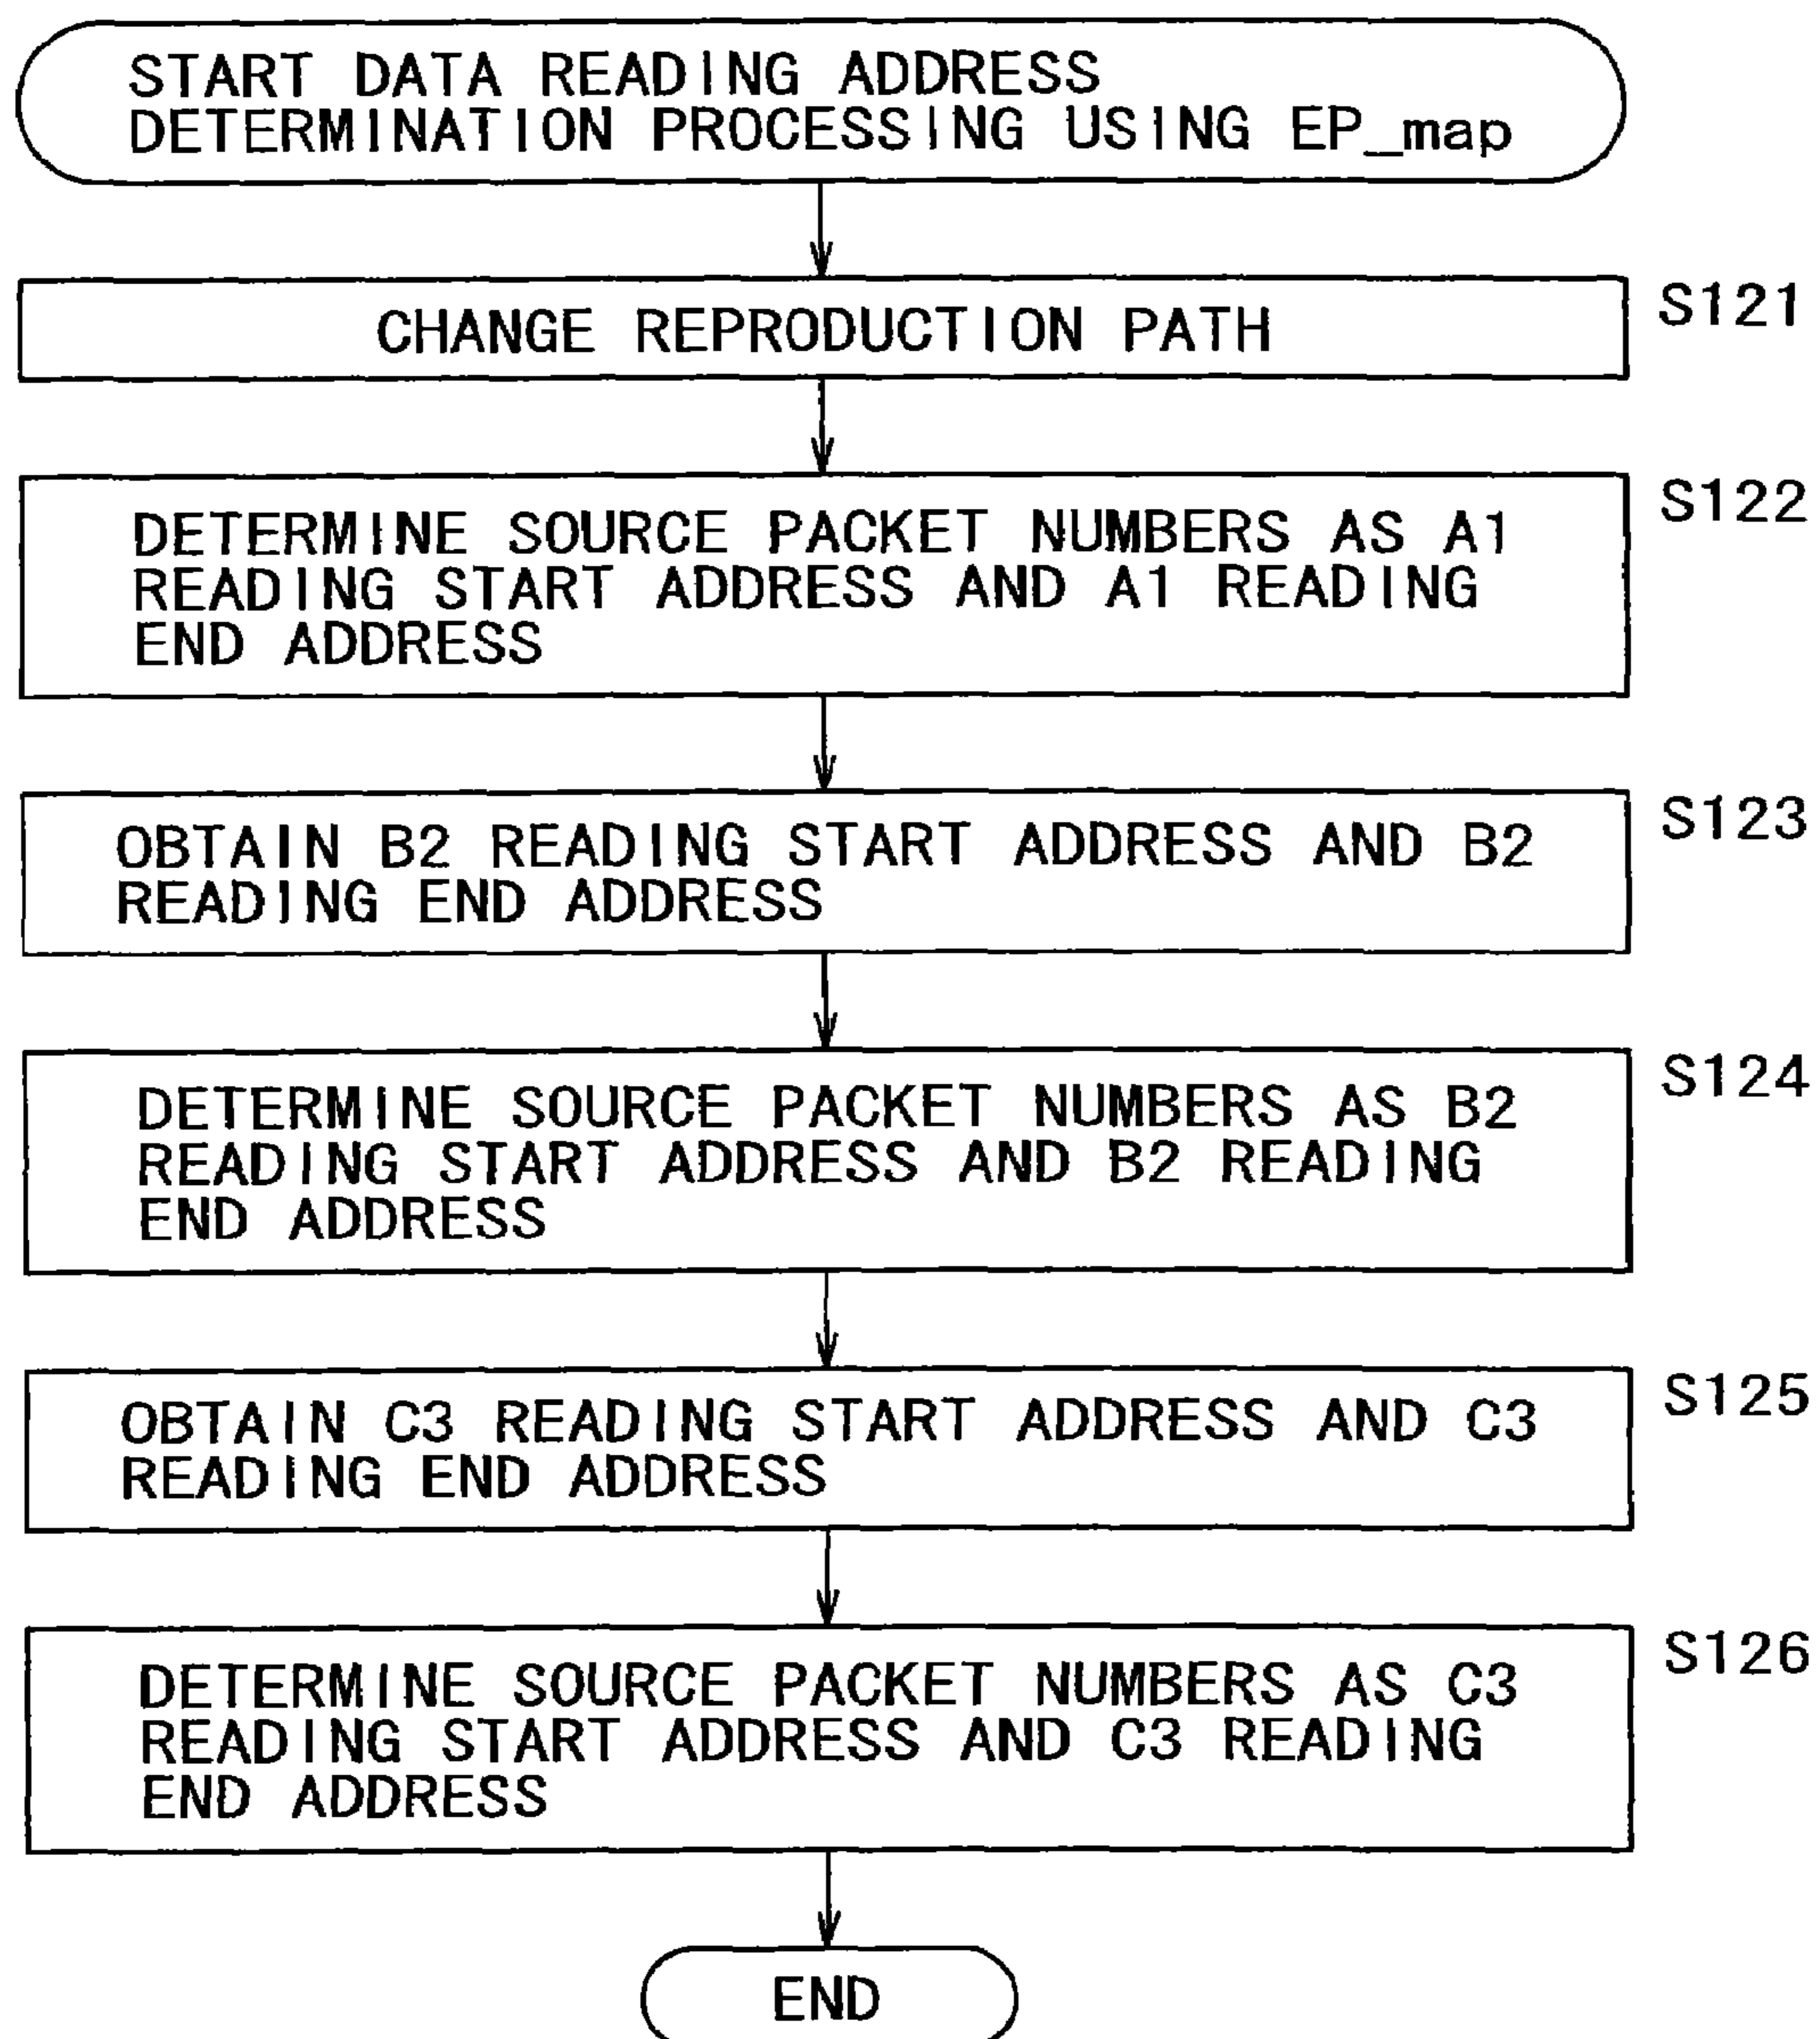 START DATA READING ADDRESS
DETERMINATION PROCESSING USING EP_map
CHANGE REPRODUCTION PATH
S121
DETERMINE SOURCE PACKET NUMBERS AS A1
READING START ADDRESS AND A1 READING
END ADDRESS
S122
OBTAIN B2 READING START ADDRESS AND B2
READING END ADDRESS
S123
DETERMINE SOURCE PACKET NUMBERS AS B2
READING START ADDRESS AND B2 READING
END ADDRESS
S124
OBTAIN C3 READING START ADDRESS AND C3
READING END ADDRESS
S125
DETERMINE SOURCE PACKET NUMBERS AS C3
READING START ADDRESS AND C3 READING
END ADDRESS
S126
END